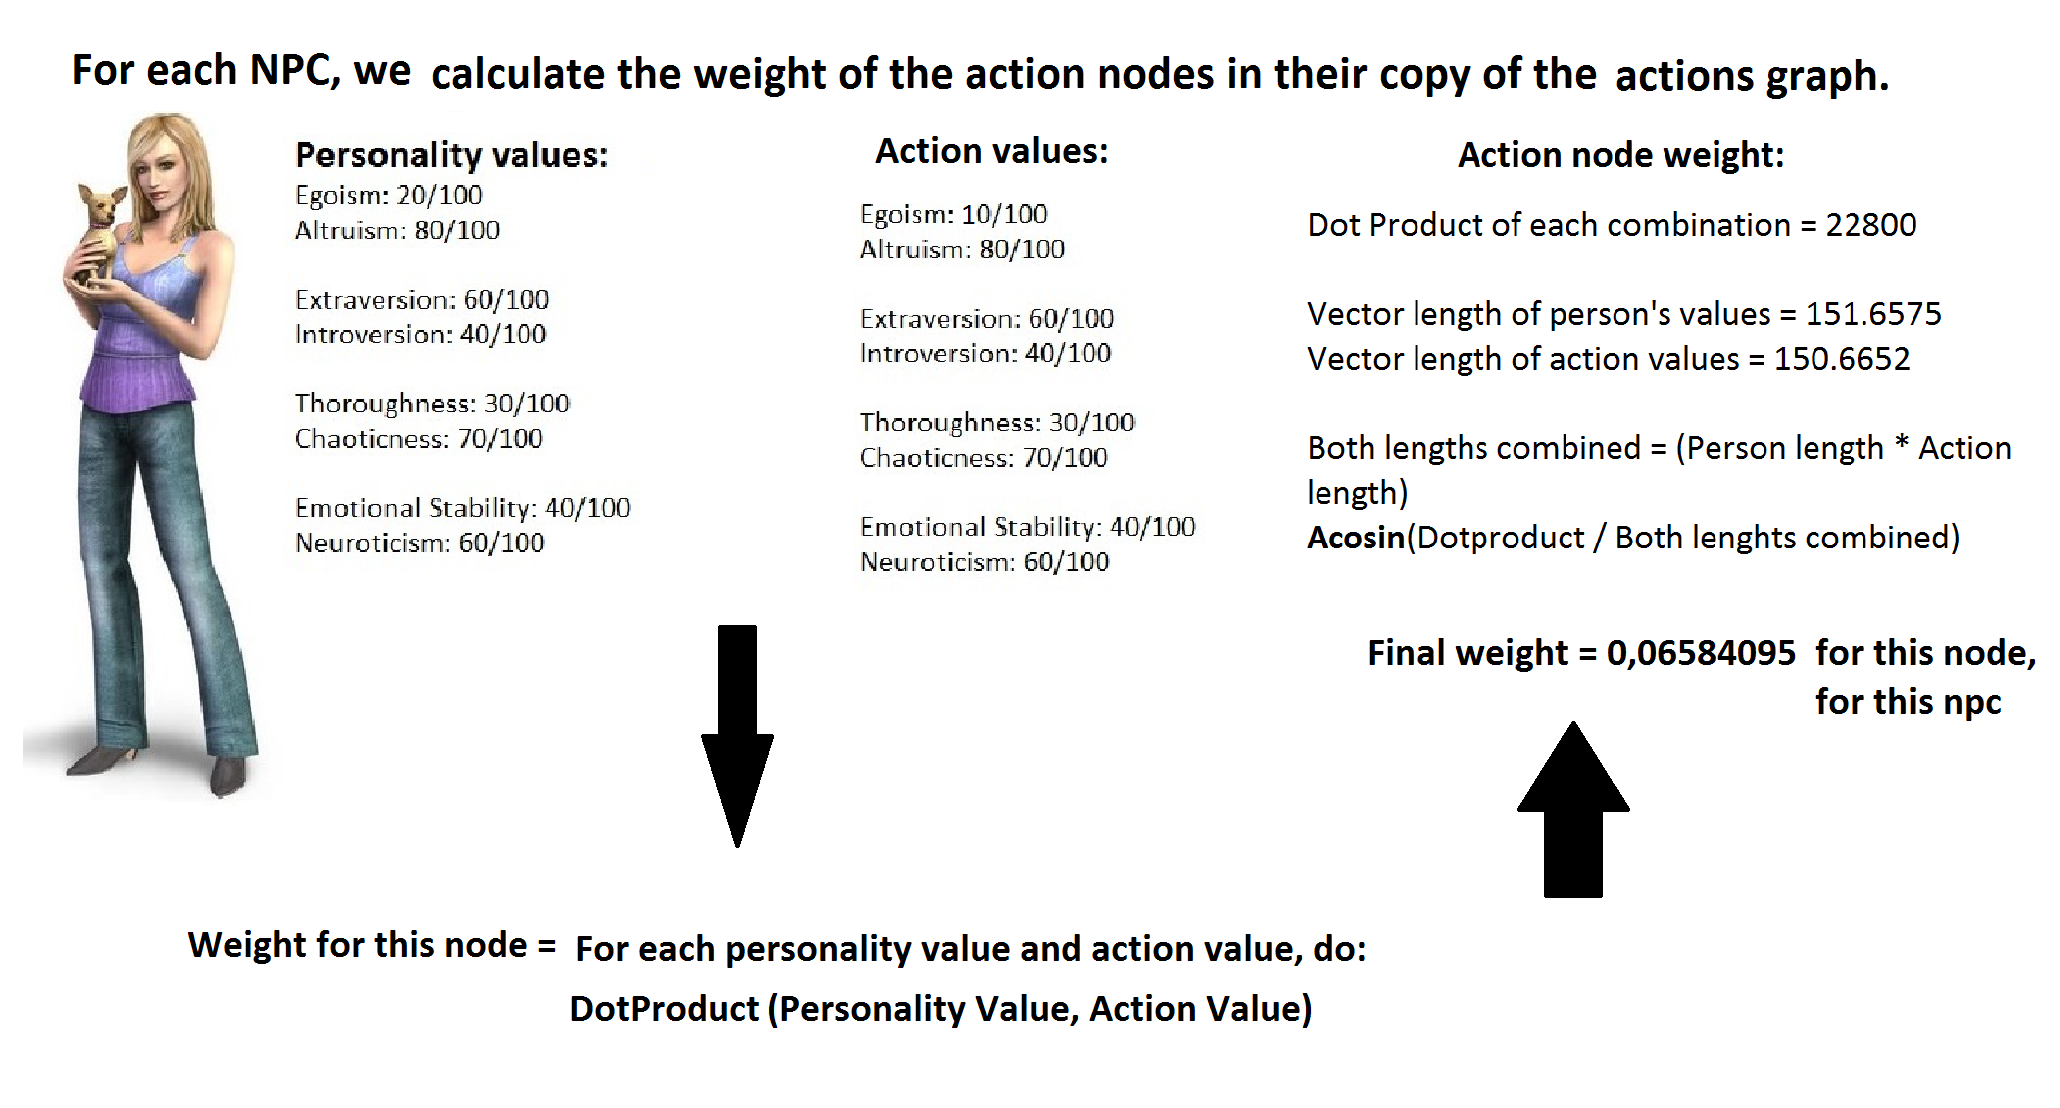 For each NPC, we calculate the weight of the action nodes in their copy of the actions graph.
Personality values:
Egoism: 20/100
Altruism: 80/100
Extraversion: 60/100
Introversion: 40/100
Thoroughness: 30/100
Chaoticness: 70/100
Emotional Stability: 40/100
Neuroticism: 60/100
Action values:
Egoism: 10/100
Altruism: 80/100
Extraversion: 60/100
Introversion: 40/100
Thoroughness: 30/100
Chaoticness: 70/100
Emotional Stability: 40/100
Neuroticism: 60/100
Action node weight:
Dot Product of each combination = 22800
Vector length of person's values = 151.6575
Vector length of action values = 150.6652
Both lengths combined = (Person length * Action
length)
Acosin(Dotproduct / Both lenghts combined)
Final weight = 0,06584095 for this node,
for this npc
Weight for this node = For each personality value and action value, do:
DotProduct (Personality Value, Action Value)